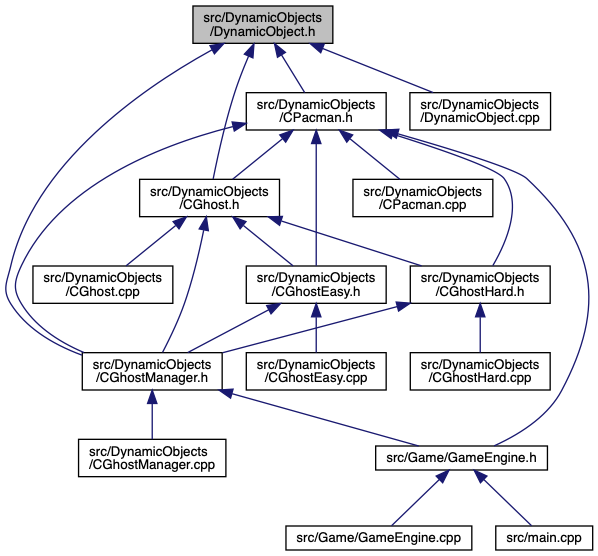 src/DynamicObjects
/DynamicObject.h
src/DynamicObjects
/CPacman.h
src/DynamicObjects
/DynamicObject.cpp
src/DynamicObjects
/CGhost.h
src/DynamicObjects
/CPacman.cpp
src/DynamicObjects
/CGhost.cpp
src/DynamicObjects
/CGhostEasy.h
src/DynamicObjects
/CGhostHard.h
src/DynamicObjects
/CGhostManager.h
src/DynamicObjects
/CGhostEasy.cpp
src/DynamicObjects
/CGhostHard.cpp
src/DynamicObjects
/CGhostManager.cpp
src/Game/GameEngine.h
src/Game/GameEngine.cpp
src/main.cpp